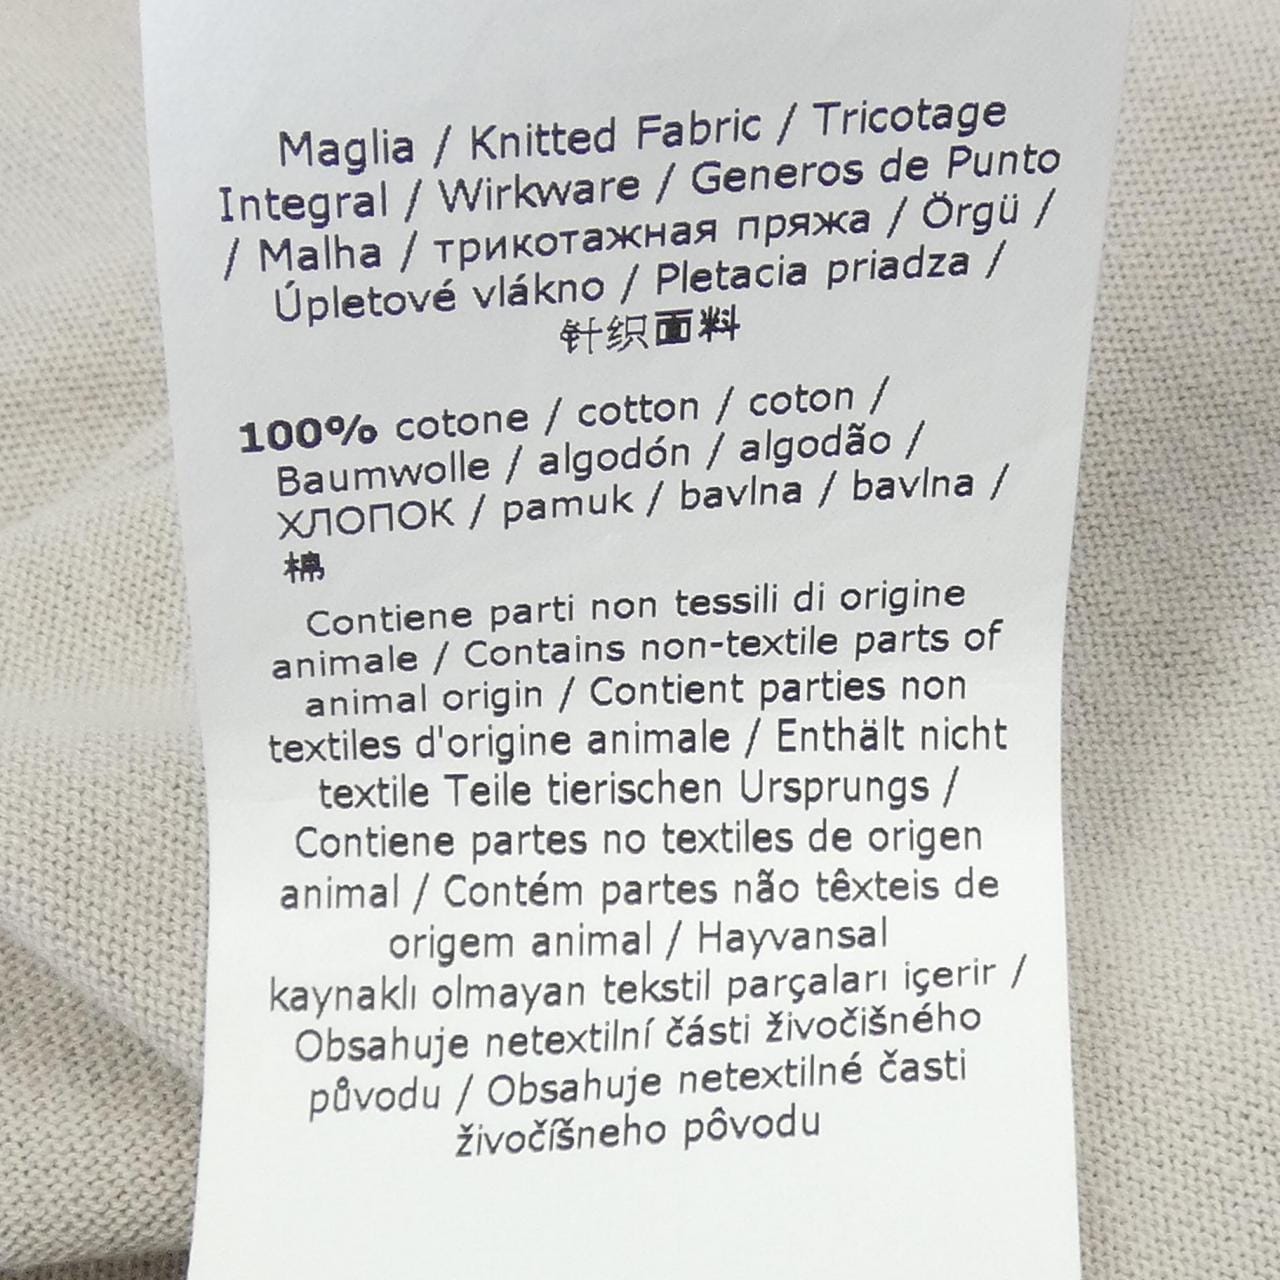 Maglia / Knitted Fabric / Tricotage
Integral / Wirkware / Generos de Punto
/ Malha / трикотажная пряжа / Örgü /
Úpletové vlákno / Pletacia priadza /
针织面料
100% cotone / cotton / coton /
Baumwolle / algodón / algodão /
ХЛОПОК / pamuk / bavlna / bavlna /
棉
Contiene parti non tessili di origine
animale / Contains non-textile parts of
animal origin / Contient parties non
textiles d'origine animale / Enthält nicht
textile Teile tierischen Ursprungs /
Contiene partes no textiles de origen
animal / Contém partes não têxteis de
origem animal / Hayvansal
kaynaklı olmayan tekstil parçaları içerir /
Obsahuje netextilní části živočišného
původu / Obsahuje netextilné časti
živočíšneho pôvodu